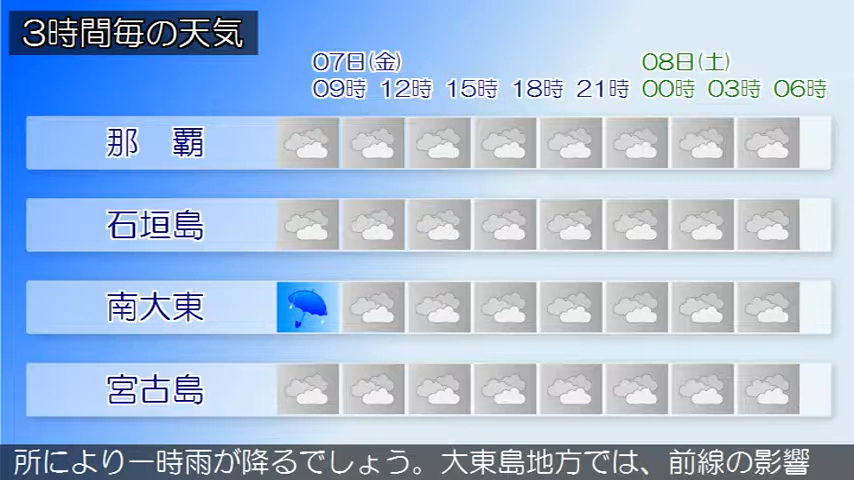 3時間毎の天気
07日(金) 08日(土)
09時 12時 15時 18時 21時 00時 03時 06時
那　覇
石垣島
南大東
宮古島
所により一時雨が降るでしょう。大東島地方では、前線の影響